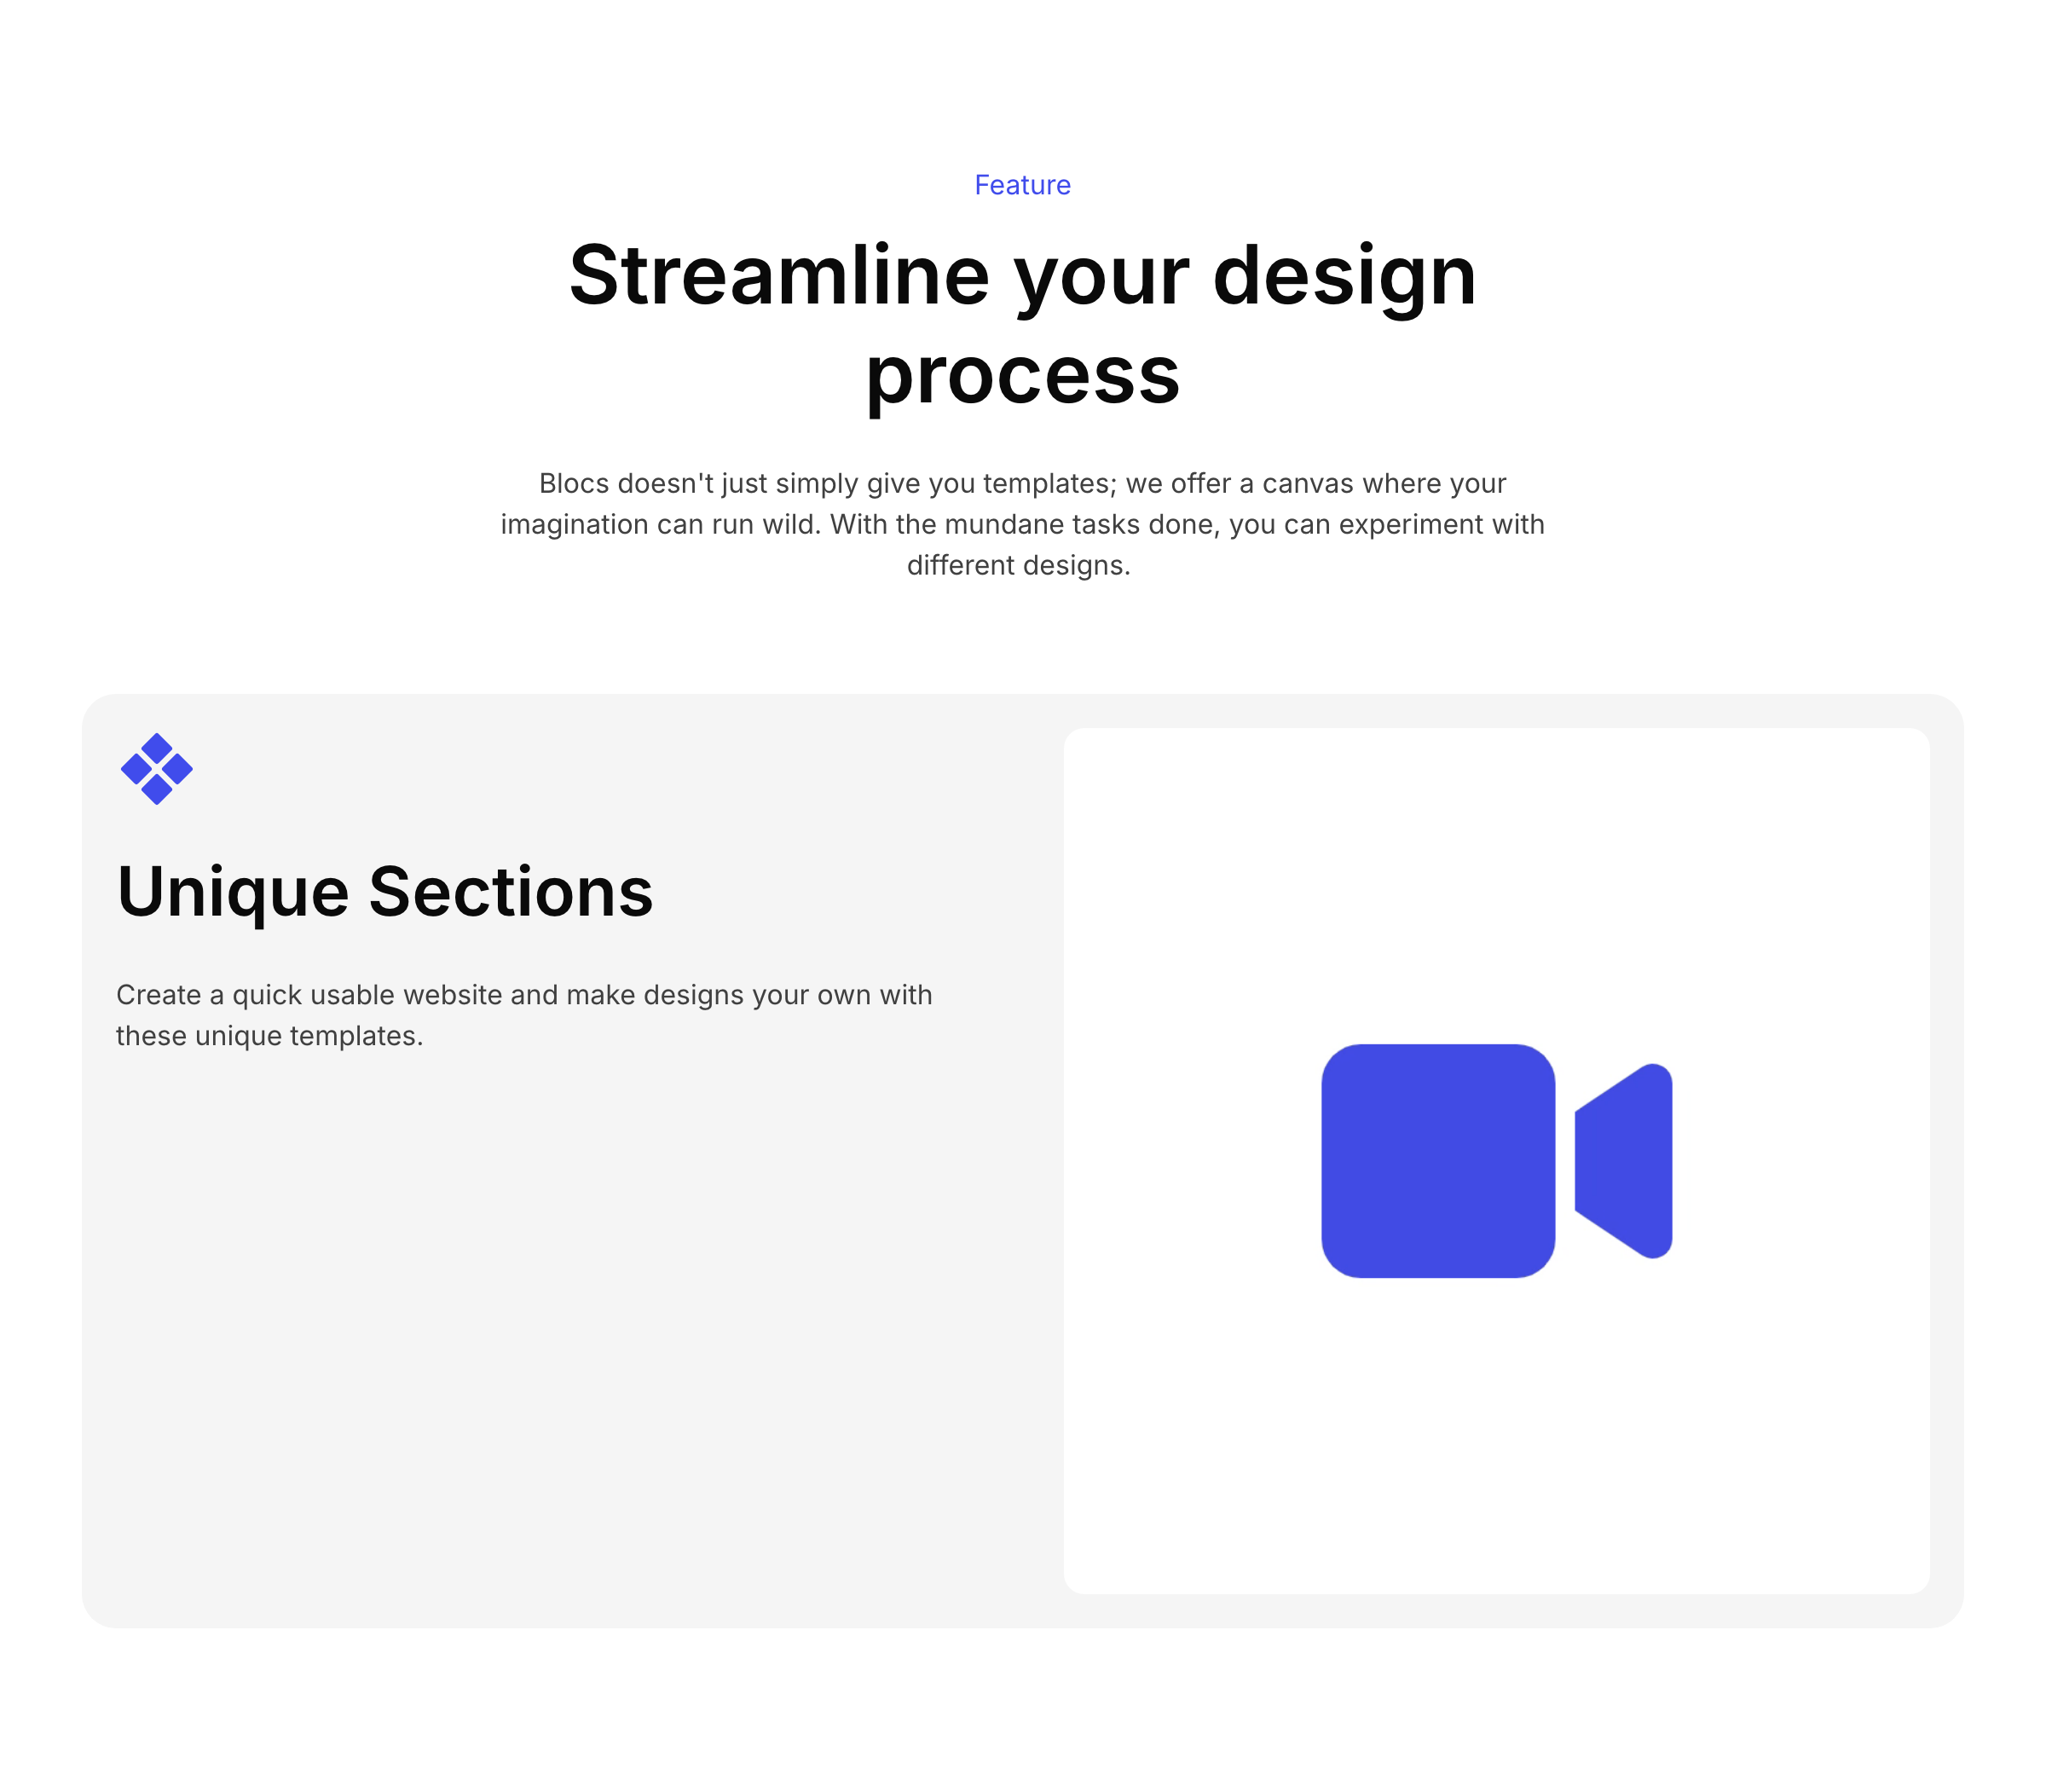 Feature
Streamline your design
process
Blocs doesn't just simply give you templates; we offer a canvas where your
imagination can run wild. With the mundane tasks done, you can experiment with
different designs.
Unique Sections
Create a quick usable website and make designs your own with
these unique templates.